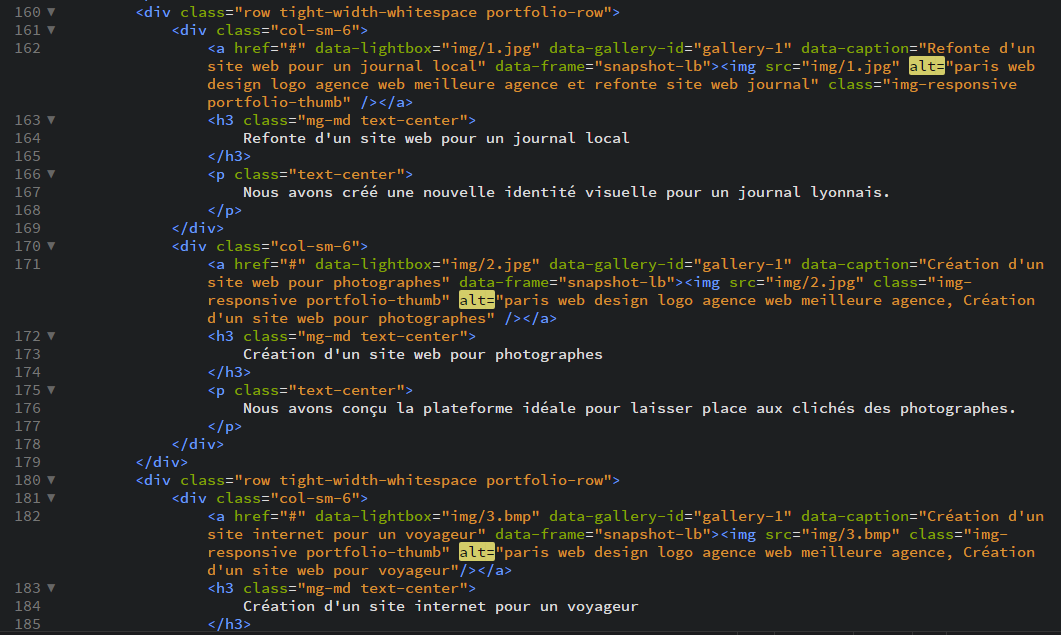 160 ▼ <div class="row tight-width-whitespace portfolio-row">
161 ▼ <div class="col-sm-6">
162 <a href="#" data-lightbox="img/1.jpg" data-gallery-id="gallery-1" data-caption="Refonte d'un
site web pour un journal local" data-frame="snapshot-lb"><img src="img/1.jpg" alt="paris web
design logo agence web meilleure agence et refonte site web journal" class="img-responsive
portfolio-thumb" /></a>
163 ▼ <h3 class="mg-md text-center">
164 Refonte d'un site web pour un journal local
165 </h3>
166 ▼ <p class="text-center">
167 Nous avons créé une nouvelle identité visuelle pour un journal lyonnais.
168 </p>
169 </div>
170 ▼ <div class="col-sm-6">
171 <a href="#" data-lightbox="img/2.jpg" data-gallery-id="gallery-1" data-caption="Création d'un
site web pour photographes" data-frame="snapshot-lb"><img src="img/2.jpg" class="img-
responsive portfolio-thumb" alt="paris web design logo agence web meilleure agence, Création
d'un site web pour photographes" /></a>
172 ▼ <h3 class="mg-md text-center">
173 Création d'un site web pour photographes
174 </h3>
175 ▼ <p class="text-center">
176 Nous avons conçu la plateforme idéale pour laisser place aux clichés des photographes.
177 </p>
178 </div>
179 </div>
180 ▼ <div class="row tight-width-whitespace portfolio-row">
181 ▼ <div class="col-sm-6">
182 <a href="#" data-lightbox="img/3.bmp" data-gallery-id="gallery-1" data-caption="Création d'un
site internet pour un voyageur" data-frame="snapshot-lb"><img src="img/3.bmp" class="img-
responsive portfolio-thumb" alt="paris web design logo agence web meilleure agence, Création
d'un site web pour voyageur"/></a>
183 ▼ <h3 class="mg-md text-center">
184 Création d'un site internet pour un voyageur
185 </h3>